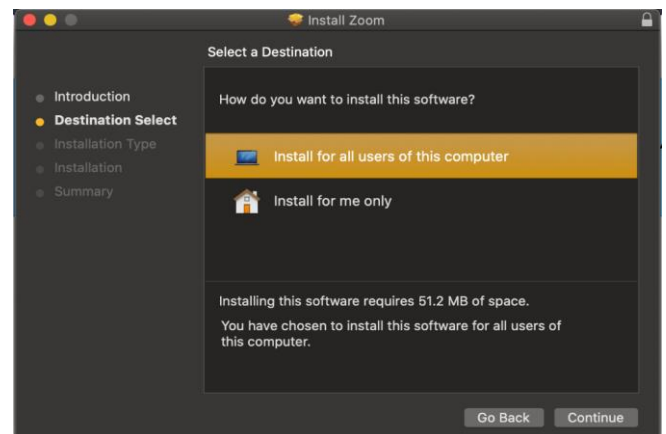 Install Zoom
Select a Destination
Introduction
Destination Select
Installation Type
Installation
Summary
How do you want to install this software?
Install for all users of this computer
Install for me only
Installing this software requires 51.2 MB of space.
You have chosen to install this software for all users of
this computer.
Go Back
Continue